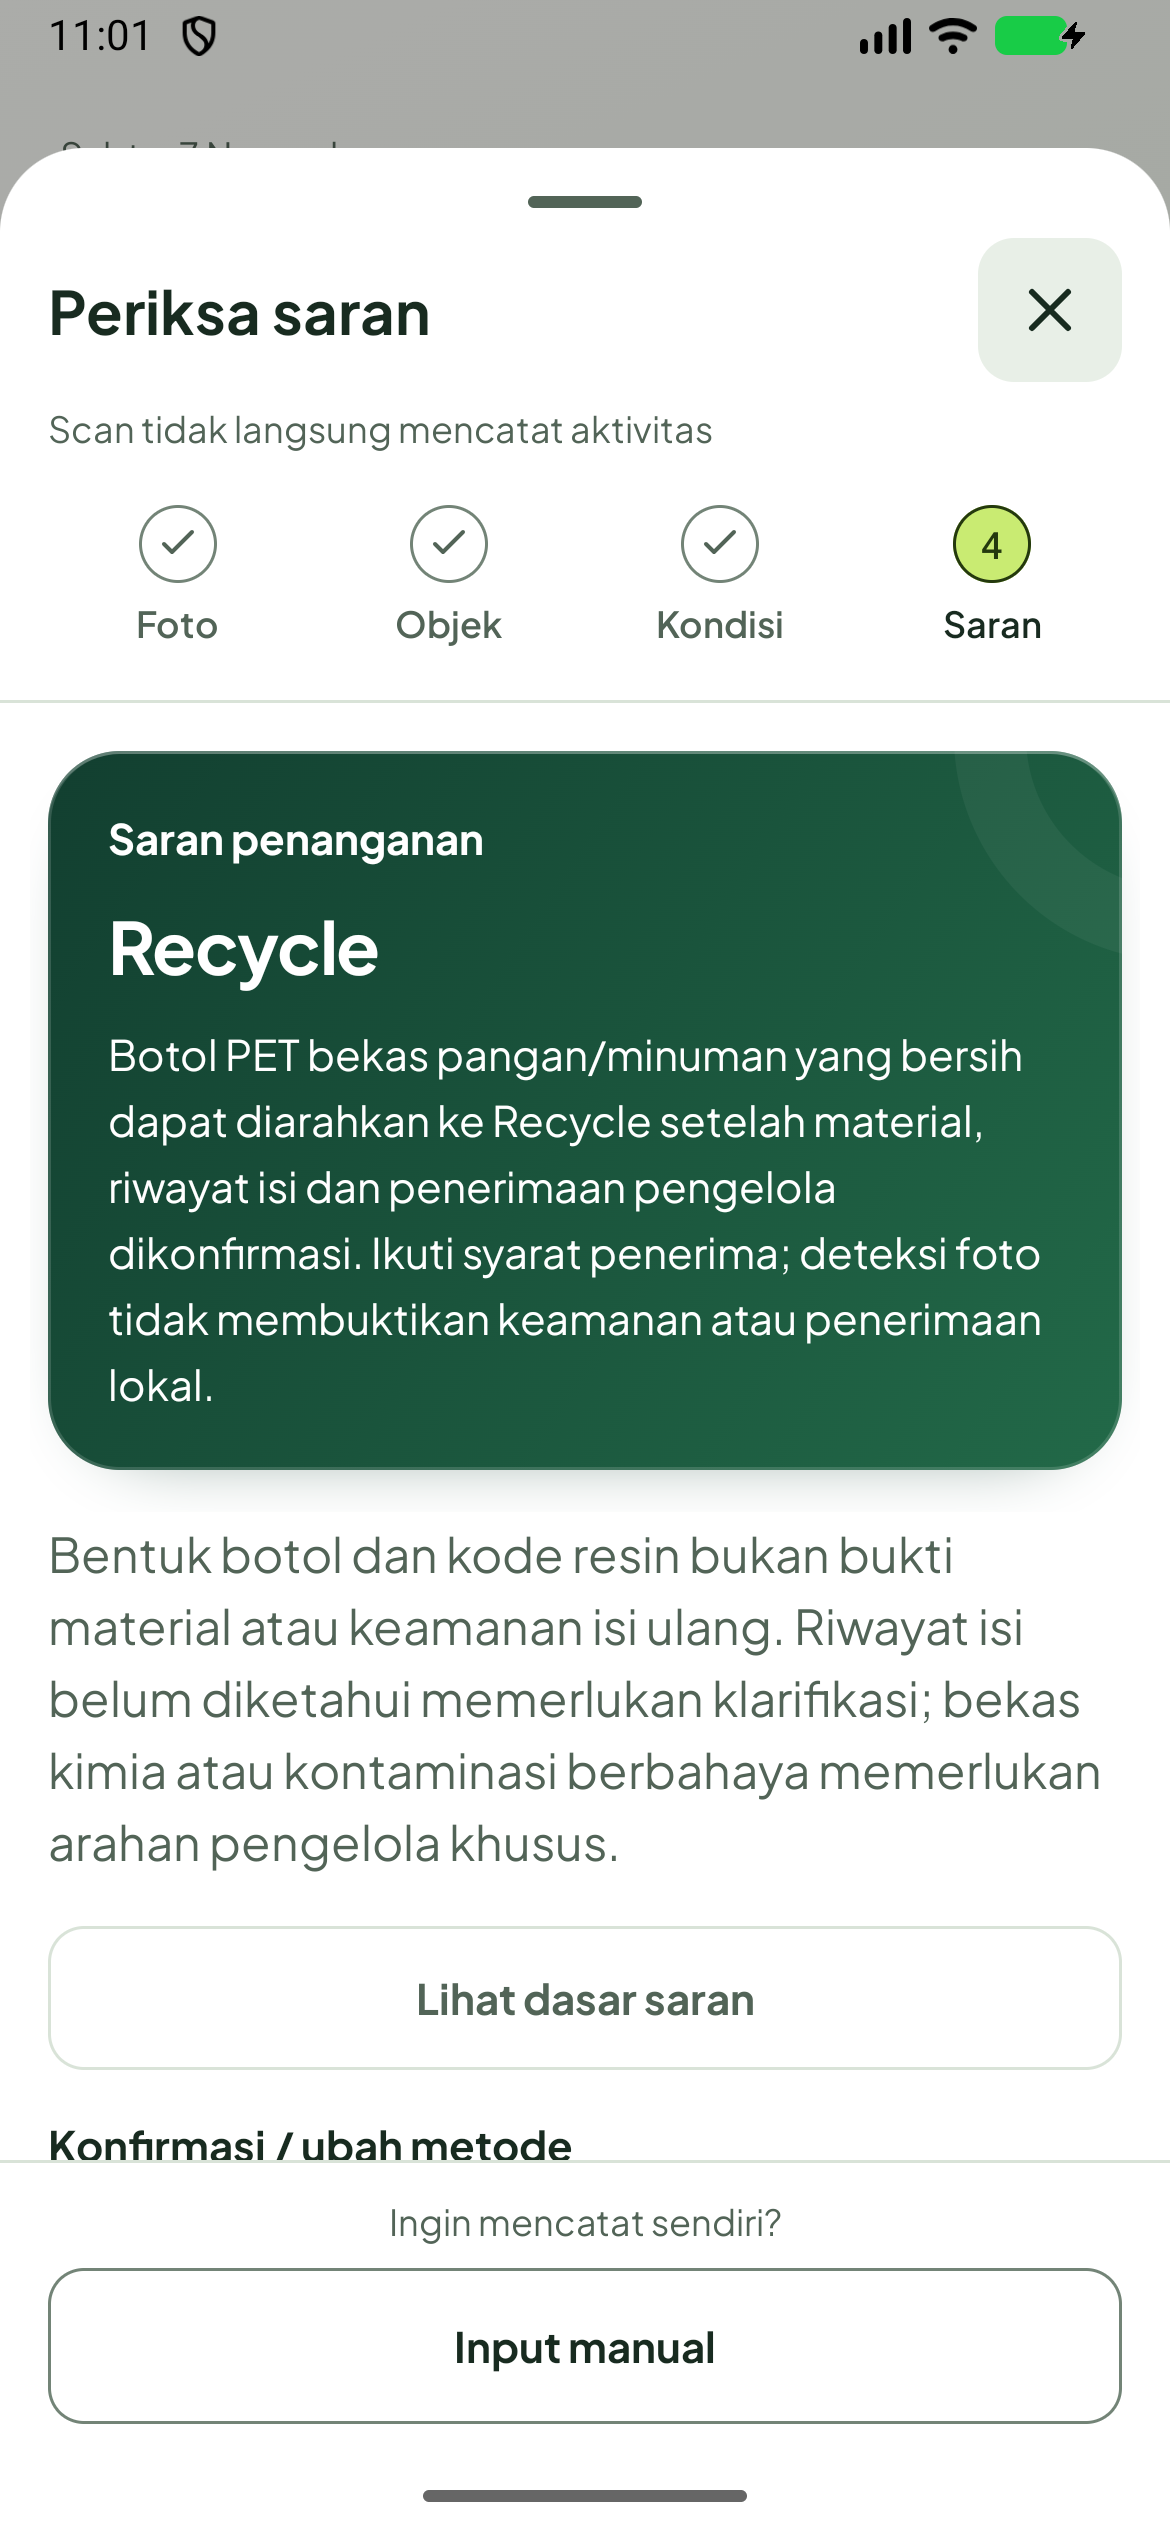 11:01
Periksa saran
Scan tidak langsung mencatat aktivitas
4
Foto
Objek
Kondisi
Saran
Saran penanganan
Recycle
Botol PET bekas pangan/minuman yang bersih
dapat diarahkan ke Recycle setelah material,
riwayat isi dan penerimaan pengelola
dikonfirmasi. Ikuti syarat penerima; deteksi foto
tidak membuktikan keamanan atau penerimaan
lokal.
Bentuk botol dan kode resin bukan bukti
material atau keamanan isi ulang. Riwayat isi
belum diketahui memerlukan klarifikasi; bekas
kimia atau kontaminasi berbahaya memerlukan
arahan pengelola khusus.
Lihat dasar saran
Konfirmasi / ubah metode
Ingin mencatat sendiri?
Input manual